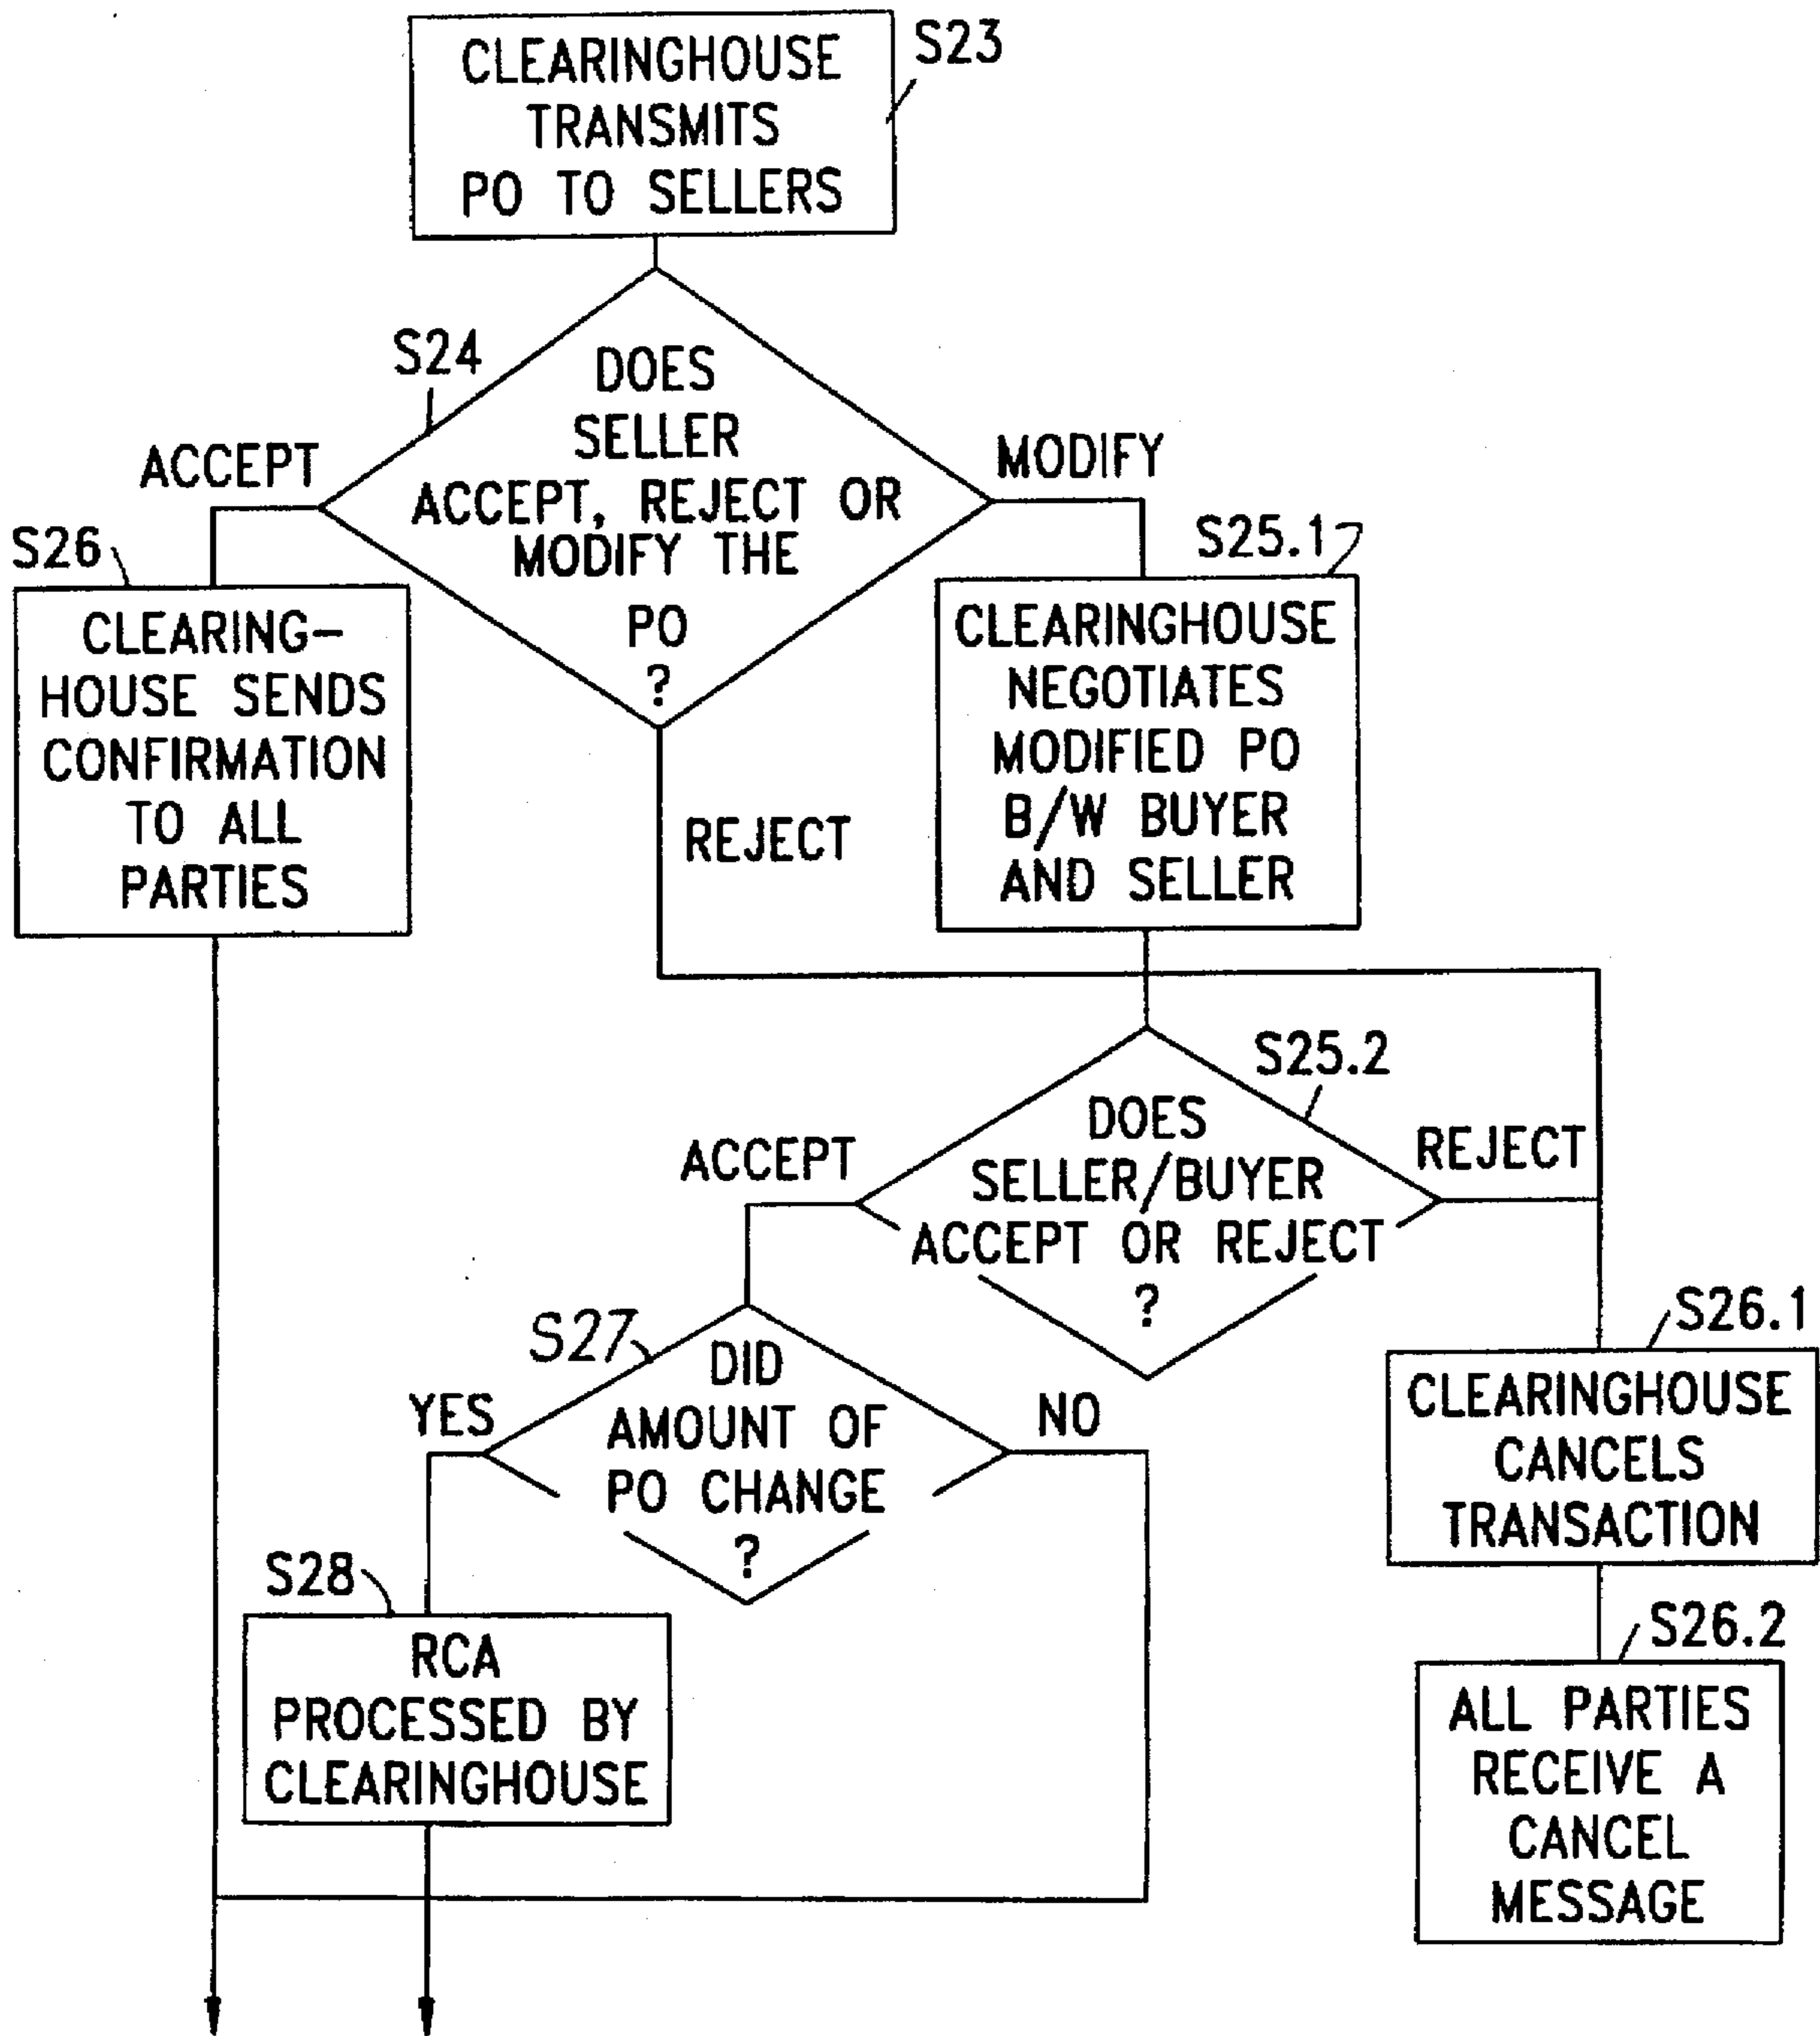 CLEARINGHOUSE
TRANSMITS
PO TO SELLERS
S23
S24
DOES
SELLER
ACCEPT, REJECT OR
MODIFY THE
PO
?
ACCEPT
MODIFY
REJECT
S26
CLEARING-
HOUSE SENDS
CONFIRMATION
TO ALL
PARTIES
S25.1
CLEARINGHOUSE
NEGOTIATES
MODIFIED PO
B/W BUYER
AND SELLER
S25.2
DOES
SELLER/BUYER
ACCEPT OR REJECT
?
ACCEPT
REJECT
S27
DID
AMOUNT OF
PO CHANGE
?
YES
NO
S26.1
CLEARINGHOUSE
CANCELS
TRANSACTION
S28
RCA
PROCESSED BY
CLEARINGHOUSE
S26.2
ALL PARTIES
RECEIVE A
CANCEL
MESSAGE